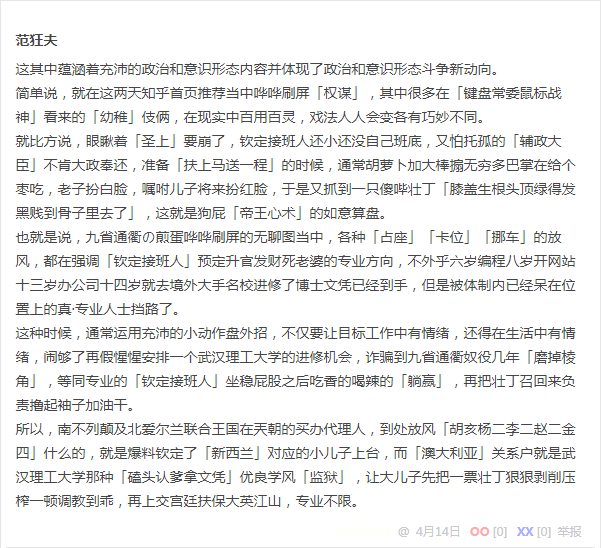 范狂夫
这其中蕴涵着充沛的政治和意识形态内容并体现了政治和意识形态斗争新动向。
简单说，就在这两天知乎首页推荐当中哗哗刷屏「权谋」，其中很多在「键盘常委鼠标战
神」看来的「幼稚」伎俩，在现实中百用百灵，戏法人人会变各有巧妙不同。
就比方说，眼瞅着「圣上」要崩了，钦定接班人还小还没自己班底，又怕托孤的「辅政大
臣」不肯大政奉还，准备「扶上马送一程」的时候，通常胡萝卜加大棒搧无穷多巴掌在给个
枣吃，老子扮白脸，嘱咐儿子将来扮红脸，于是又抓到一只傻哗壮丁「膝盖生根头顶绿得发
黑贱到骨子里去了」，这就是狗屁「帝王心术」的如意算盘。
也就是说，九省通衢の煎蛋哗哗刷屏的无聊图当中，各种「占座」「卡位」「挪车」的放
风，都在强调「钦定接班人」预定升官发财死老婆的专业方向，不外乎六岁编程八岁开网站
十三岁办公司十四岁就去境外大手名校进修了博士文凭已经到手，但是被体制内已经呆在位
置上的真·专业人士挡路了。
这种时候，通常运用充沛的小动作盘外招，不仅要让目标工作中有情绪，还得在生活中有情
绪，闹够了再假惺惺安排一个武汉理工大学的进修机会，诈骗到九省通衢奴役几年「磨掉棱
角」，等同专业的「钦定接班人」坐稳屁股之后吃香的喝辣的「躺赢」，再把壮丁召回来负
责撸起袖子加油干。
所以，南不列颠及北爱尔兰联合王国在天朝的买办代理人，到处放风「胡亥杨二李二赵二金
四」什么的，就是爆料钦定了「新西兰」对应的小儿子上台，而「澳大利亚」关系户就是武
汉理工大学那种「磕头认爹拿文凭」优良学风「监狱」，让大儿子先把一票壮丁狠狠剥削压
榨一顿调教到乖，再上交宫廷扶保大英江山，专业不限。
@ 4月14日 OO [0] XX [0] 举报